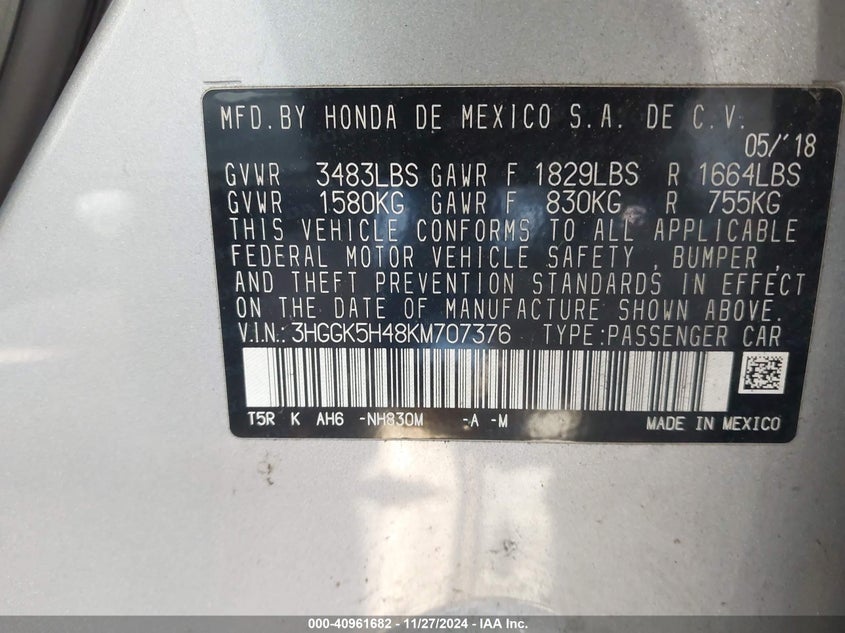 MFD.BY HONDA DE MEXICO S.A. DE C.V.
05/'18
GVWR 3483LBS GAWR F 1829LBS R 1664LBS
GVWR 1580KG GAWR F 830KG R 755KG
THIS VEHICLE CONFORMS TO ALL APPLICABLE
FEDERAL MOTOR VEHICLE SAFETY , BUMPER ,
AND THEFT PREVENTION STANDARDS IN EFFECT
ON THE DATE OF MANUFACTURE SHOWN ABOVE.
V.I.N.: 3HGGK5H48KM707376 TYPE:PASSENGER CAR
T5R K AH6 -NH830M -A -M
MADE IN MEXICO
000-40961682 - 11/27/2024 - IAAI - Image 9.